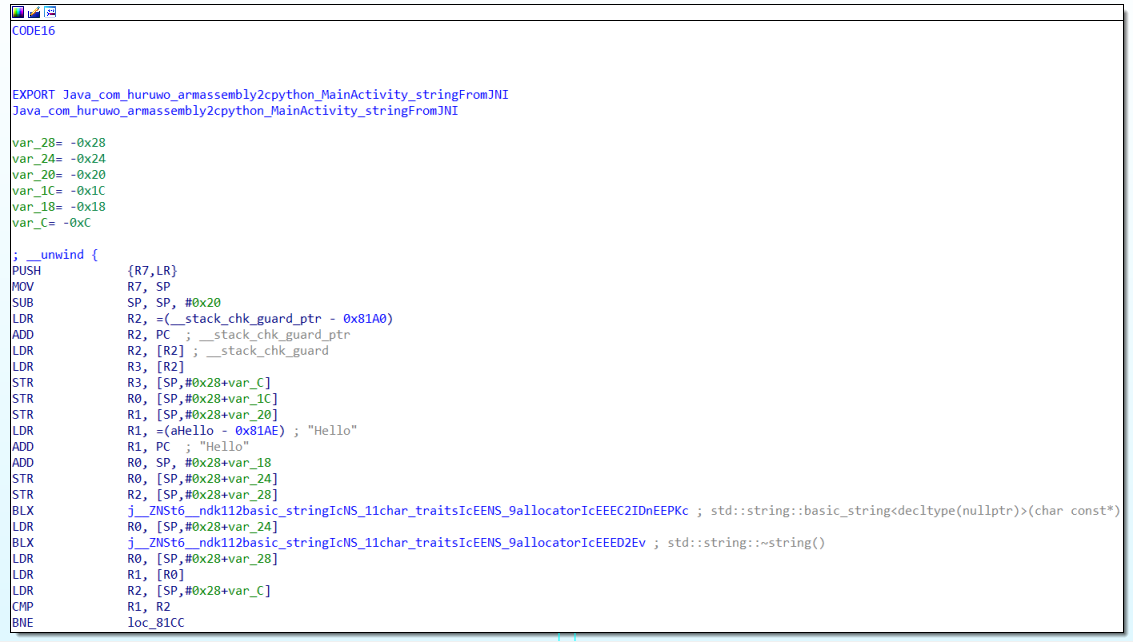 CODE16
EXPORT Java_com_huruwo_armassembly2cpython_MainActivity_stringFromJNI
Java_com_huruwo_armassembly2cpython_MainActivity_stringFromJNI
var_28= -0x28
var_24= -0x24
var_20= -0x20
var_1C= -0x1C
var_18= -0x18
var_C= -0xC
; __unwind {
PUSH {R7,LR}
MOV R7, SP
SUB SP, SP, #0x20
LDR R2, =(__stack_chk_guard_ptr - 0x81A0)
ADD R2, PC ; __stack_chk_guard_ptr
LDR R2, [R2] ; __stack_chk_guard
LDR R3, [R2]
STR R3, [SP,#0x28+var_C]
STR R0, [SP,#0x28+var_1C]
STR R1, [SP,#0x28+var_20]
LDR R1, =(aHello - 0x81AE) ; "Hello"
ADD R1, PC ; "Hello"
ADD R0, SP, #0x28+var_18
STR R0, [SP,#0x28+var_24]
STR R2, [SP,#0x28+var_28]
BLX j__ZNSt6__ndk112basic_stringIcNS_11char_traitsIcEENS_9allocatorIcEEEC2IDnEEPKc ; std::string::basic_string<decltype(nullptr)>(char const*)
LDR R0, [SP,#0x28+var_24]
BLX j__ZNSt6__ndk112basic_stringIcNS_11char_traitsIcEENS_9allocatorIcEEED2Ev ; std::string::~string()
LDR R0, [SP,#0x28+var_28]
LDR R1, [R0]
LDR R2, [SP,#0x28+var_C]
CMP R1, R2
BNE loc_81CC